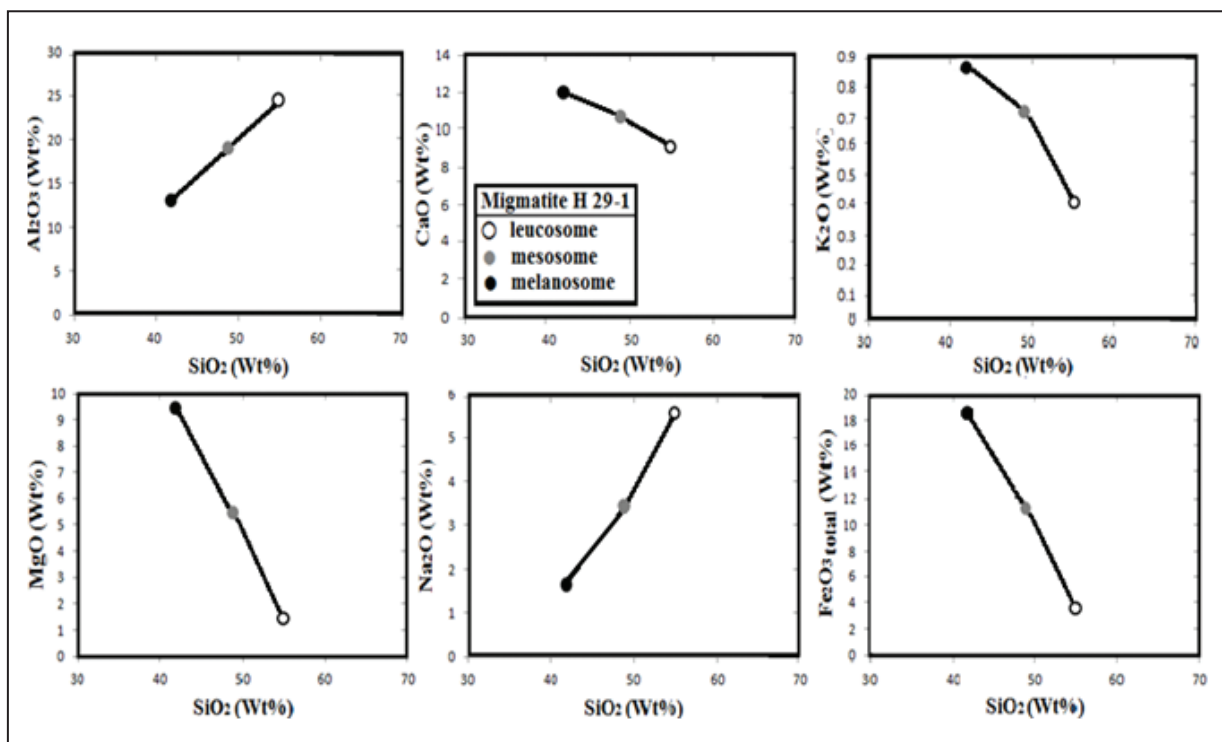 30
25
20
15
10
5
0
Al₂O₃ (Wt%)
30 40 50 60 70
SiO₂ (Wt%)
14
12
10
8
6
4
2
0
CaO (Wt%)
Migmatite H 29-1
leucosome
mesosome
melanosome
30 40 50 60 70
SiO₂ (Wt%)
0.9
0.8
0.7
0.6
0.5
0.4
0.3
0.2
0.1
0
K₂O (Wt%)
30 40 50 60 70
SiO₂ (Wt%)
10
9
8
7
6
5
4
3
2
1
0
MgO (Wt%)
30 40 50 60 70
SiO₂ (Wt%)
6
5
4
3
2
1
0
Na₂O (Wt%)
30 40 50 60 70
SiO₂ (Wt%)
20
18
16
14
12
10
8
6
4
2
0
Fe₂O₃ total (Wt%)
30 40 50 60 70
SiO₂ (Wt%)